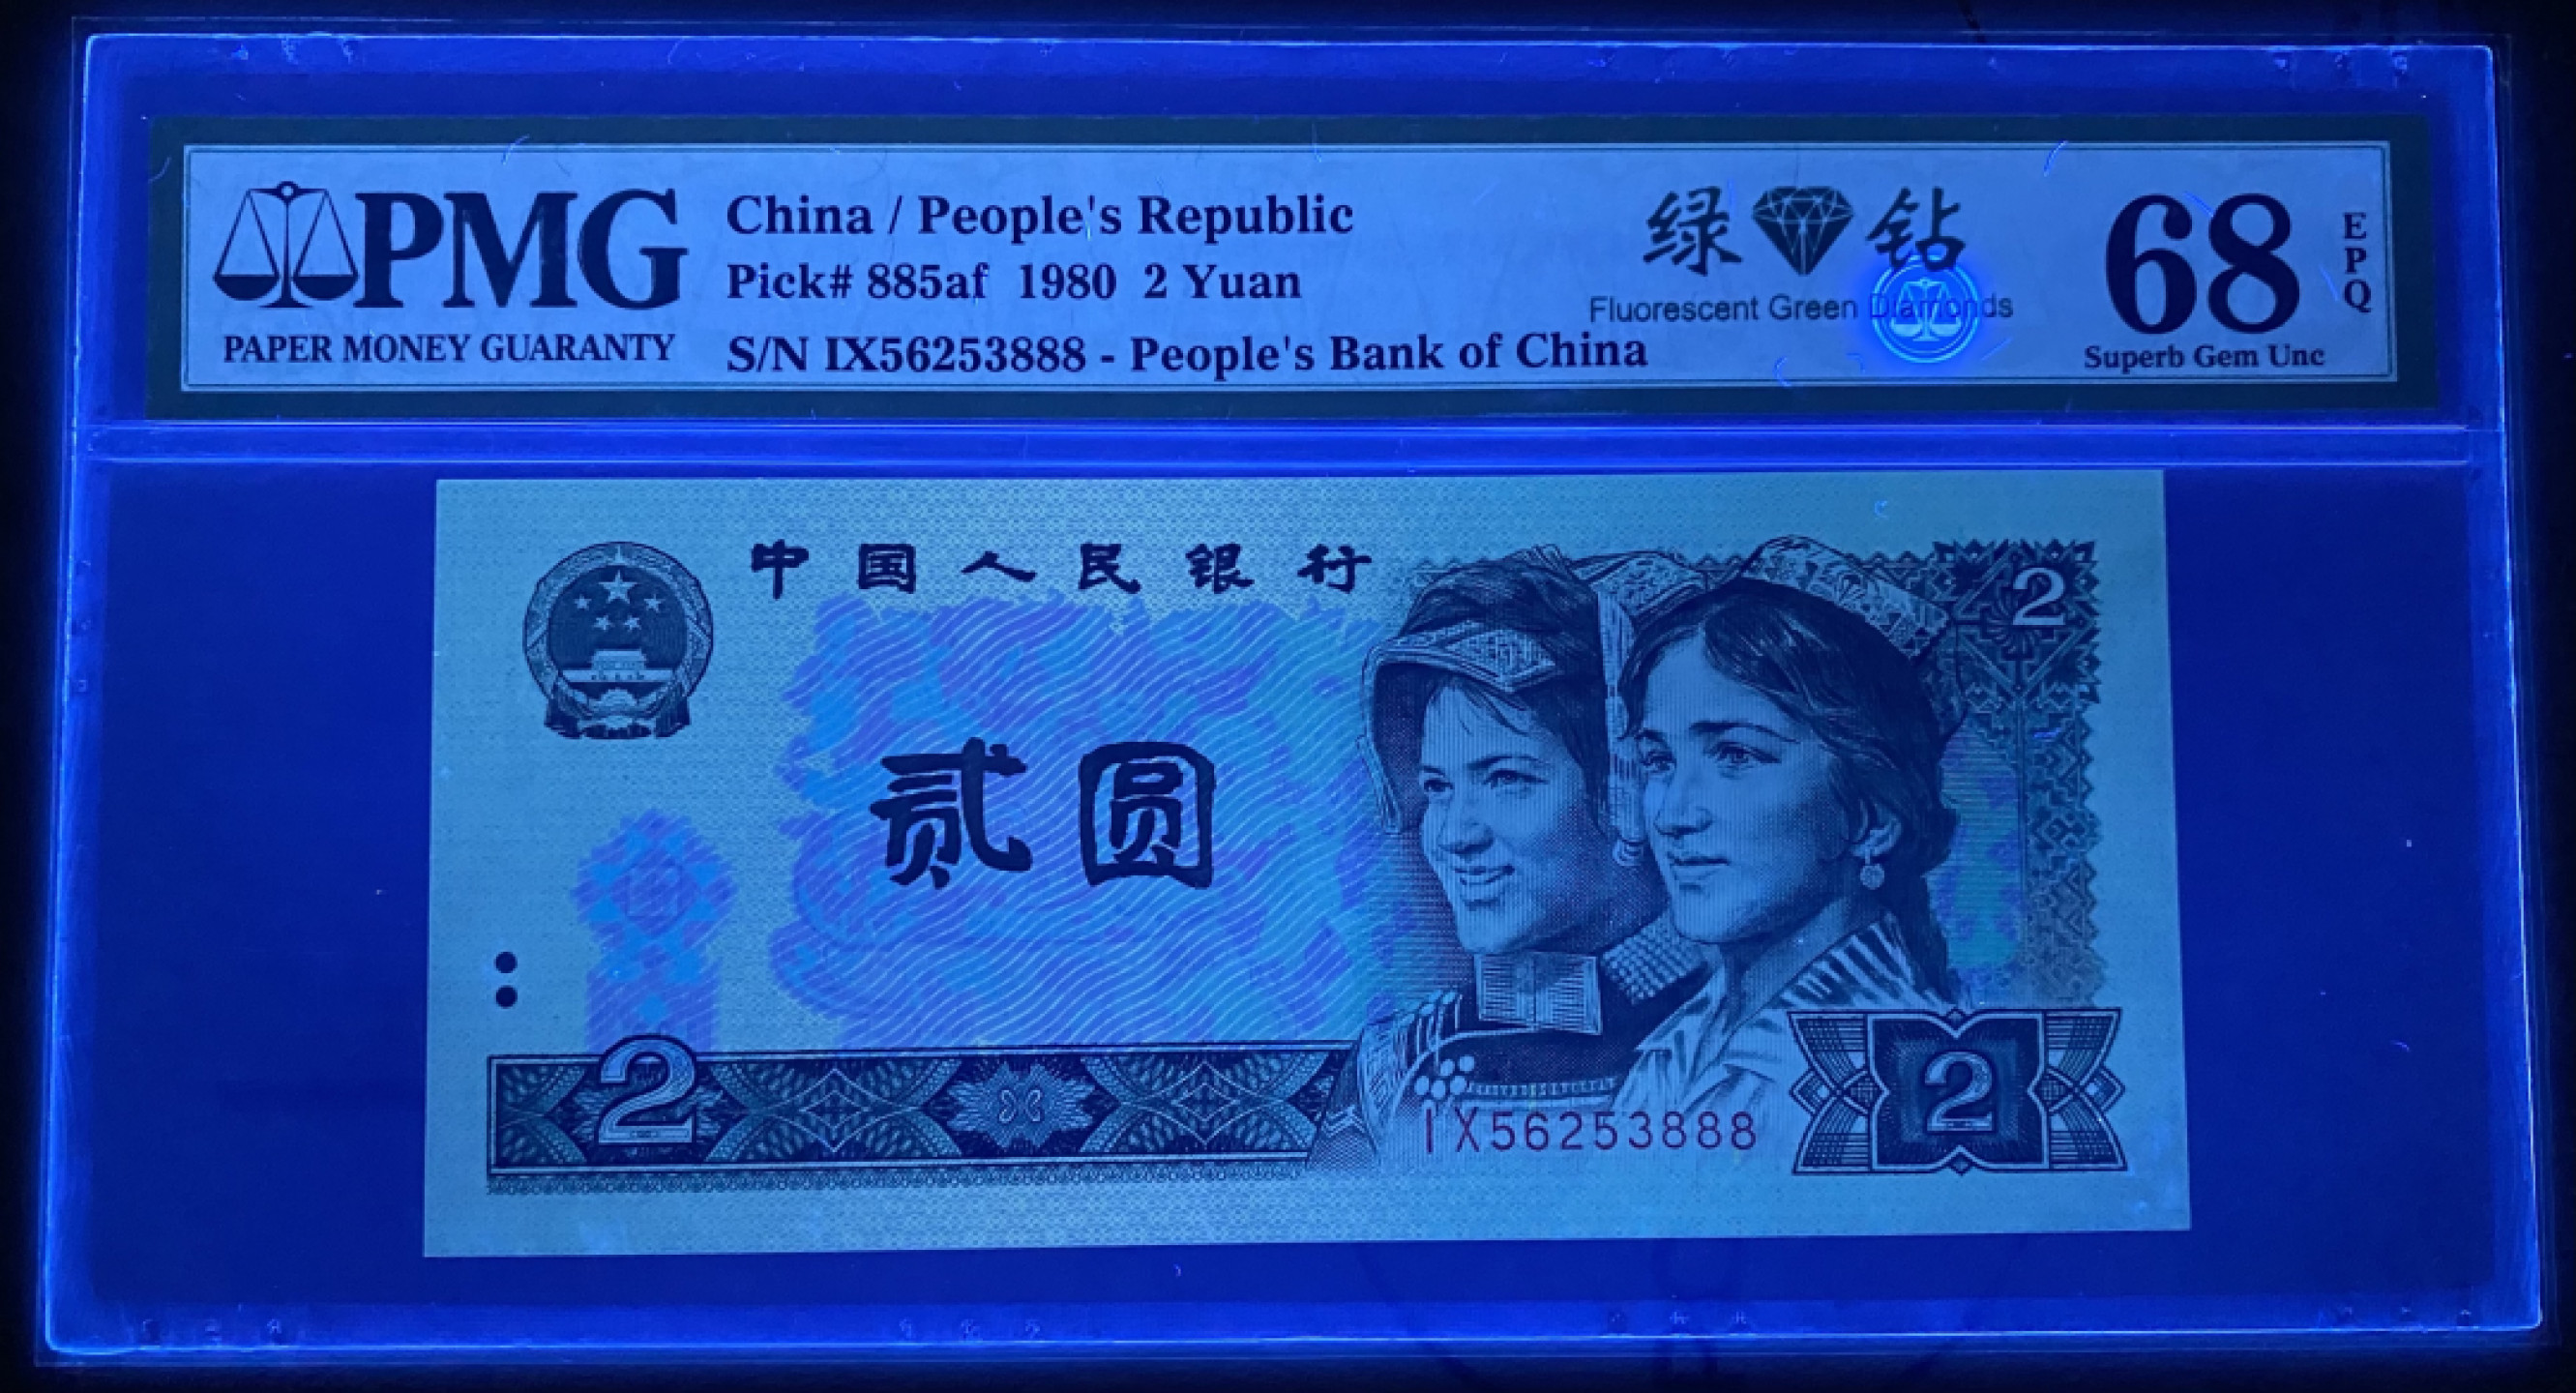 PMG
PAPER MONEY GUARANTY
China / People's Republic
Pick# 885af 1980 2 Yuan
S/N IX56253888 - People's Bank of China
绿钻
Fluorescent Green Diamonds
68
EPQ
Superb Gem Unc
中国人民银行
2
贰圆
2
2
IX56253888